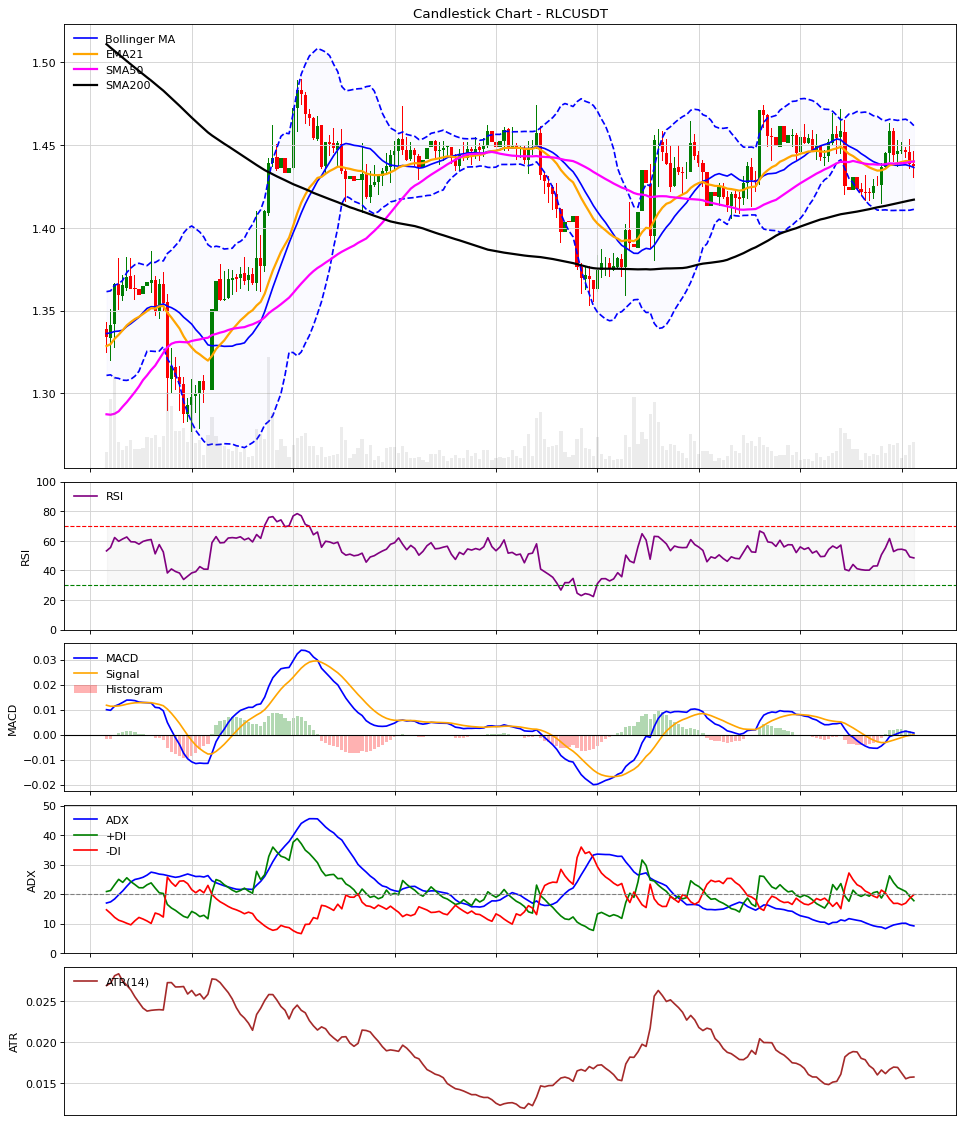 Candlestick Chart - RLCUSDT
Bollinger MA
EMA21
SMA50
SMA200
1.50
1.45
1.40
1.35
1.30
RSI
100
80
60
40
20
0
RSI
MACD
Signal
Histogram
0.03
0.02
0.01
0.00
−0.01
−0.02
MACD
ADX
+DI
-DI
50
40
30
20
10
0
ADX
ATR(14)
0.025
0.020
0.015
ATR